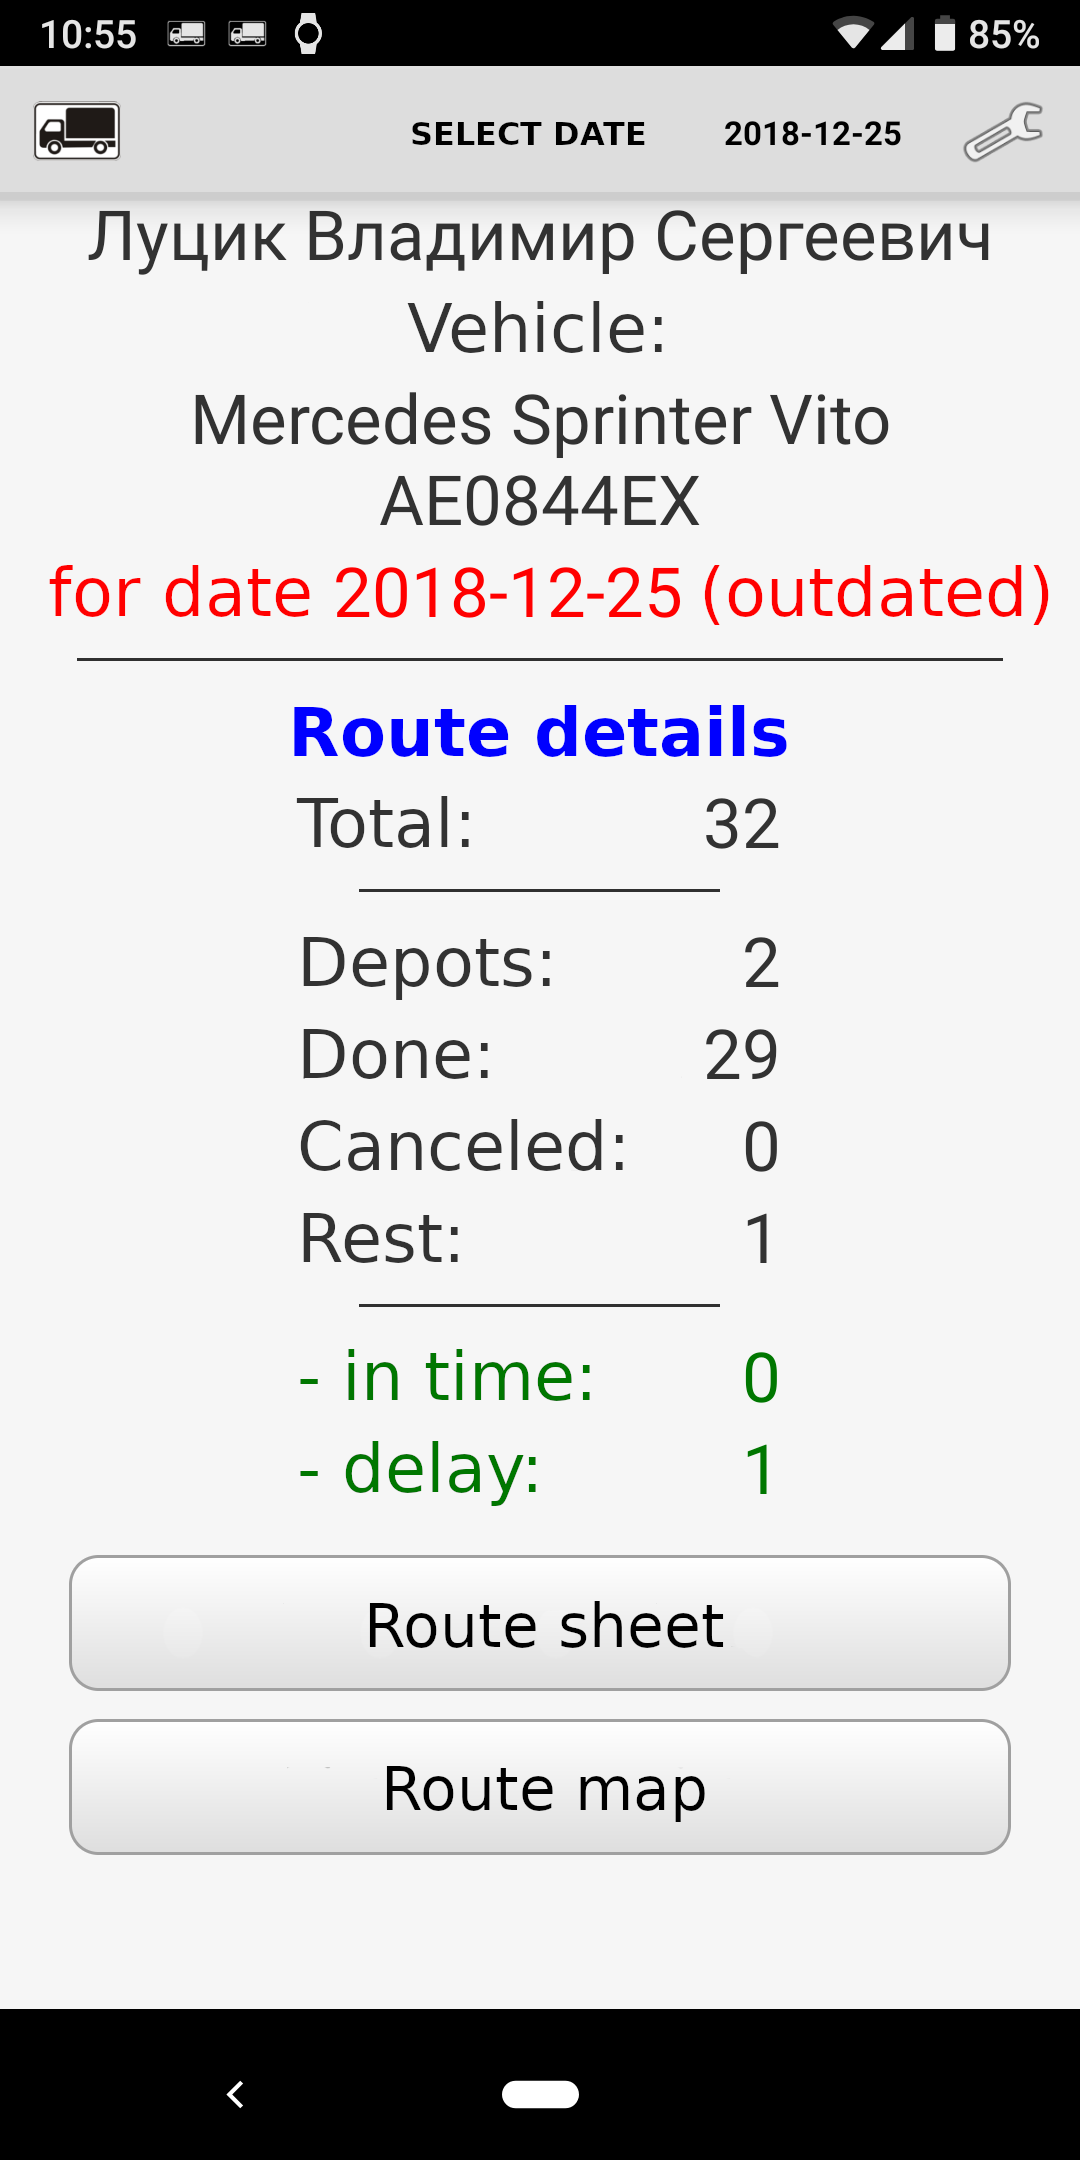 10:55 85%
SELECT DATE 2018-12-25
Луцик Владимир Сергеевич
Vehicle:
Mercedes Sprinter Vito
AE0844EX
for date 2018-12-25 (outdated)
Route details
Total: 32
Depots: 2
Done: 29
Canceled: 0
Rest: 1
- in time: 0
- delay: 1
Route sheet
Route map